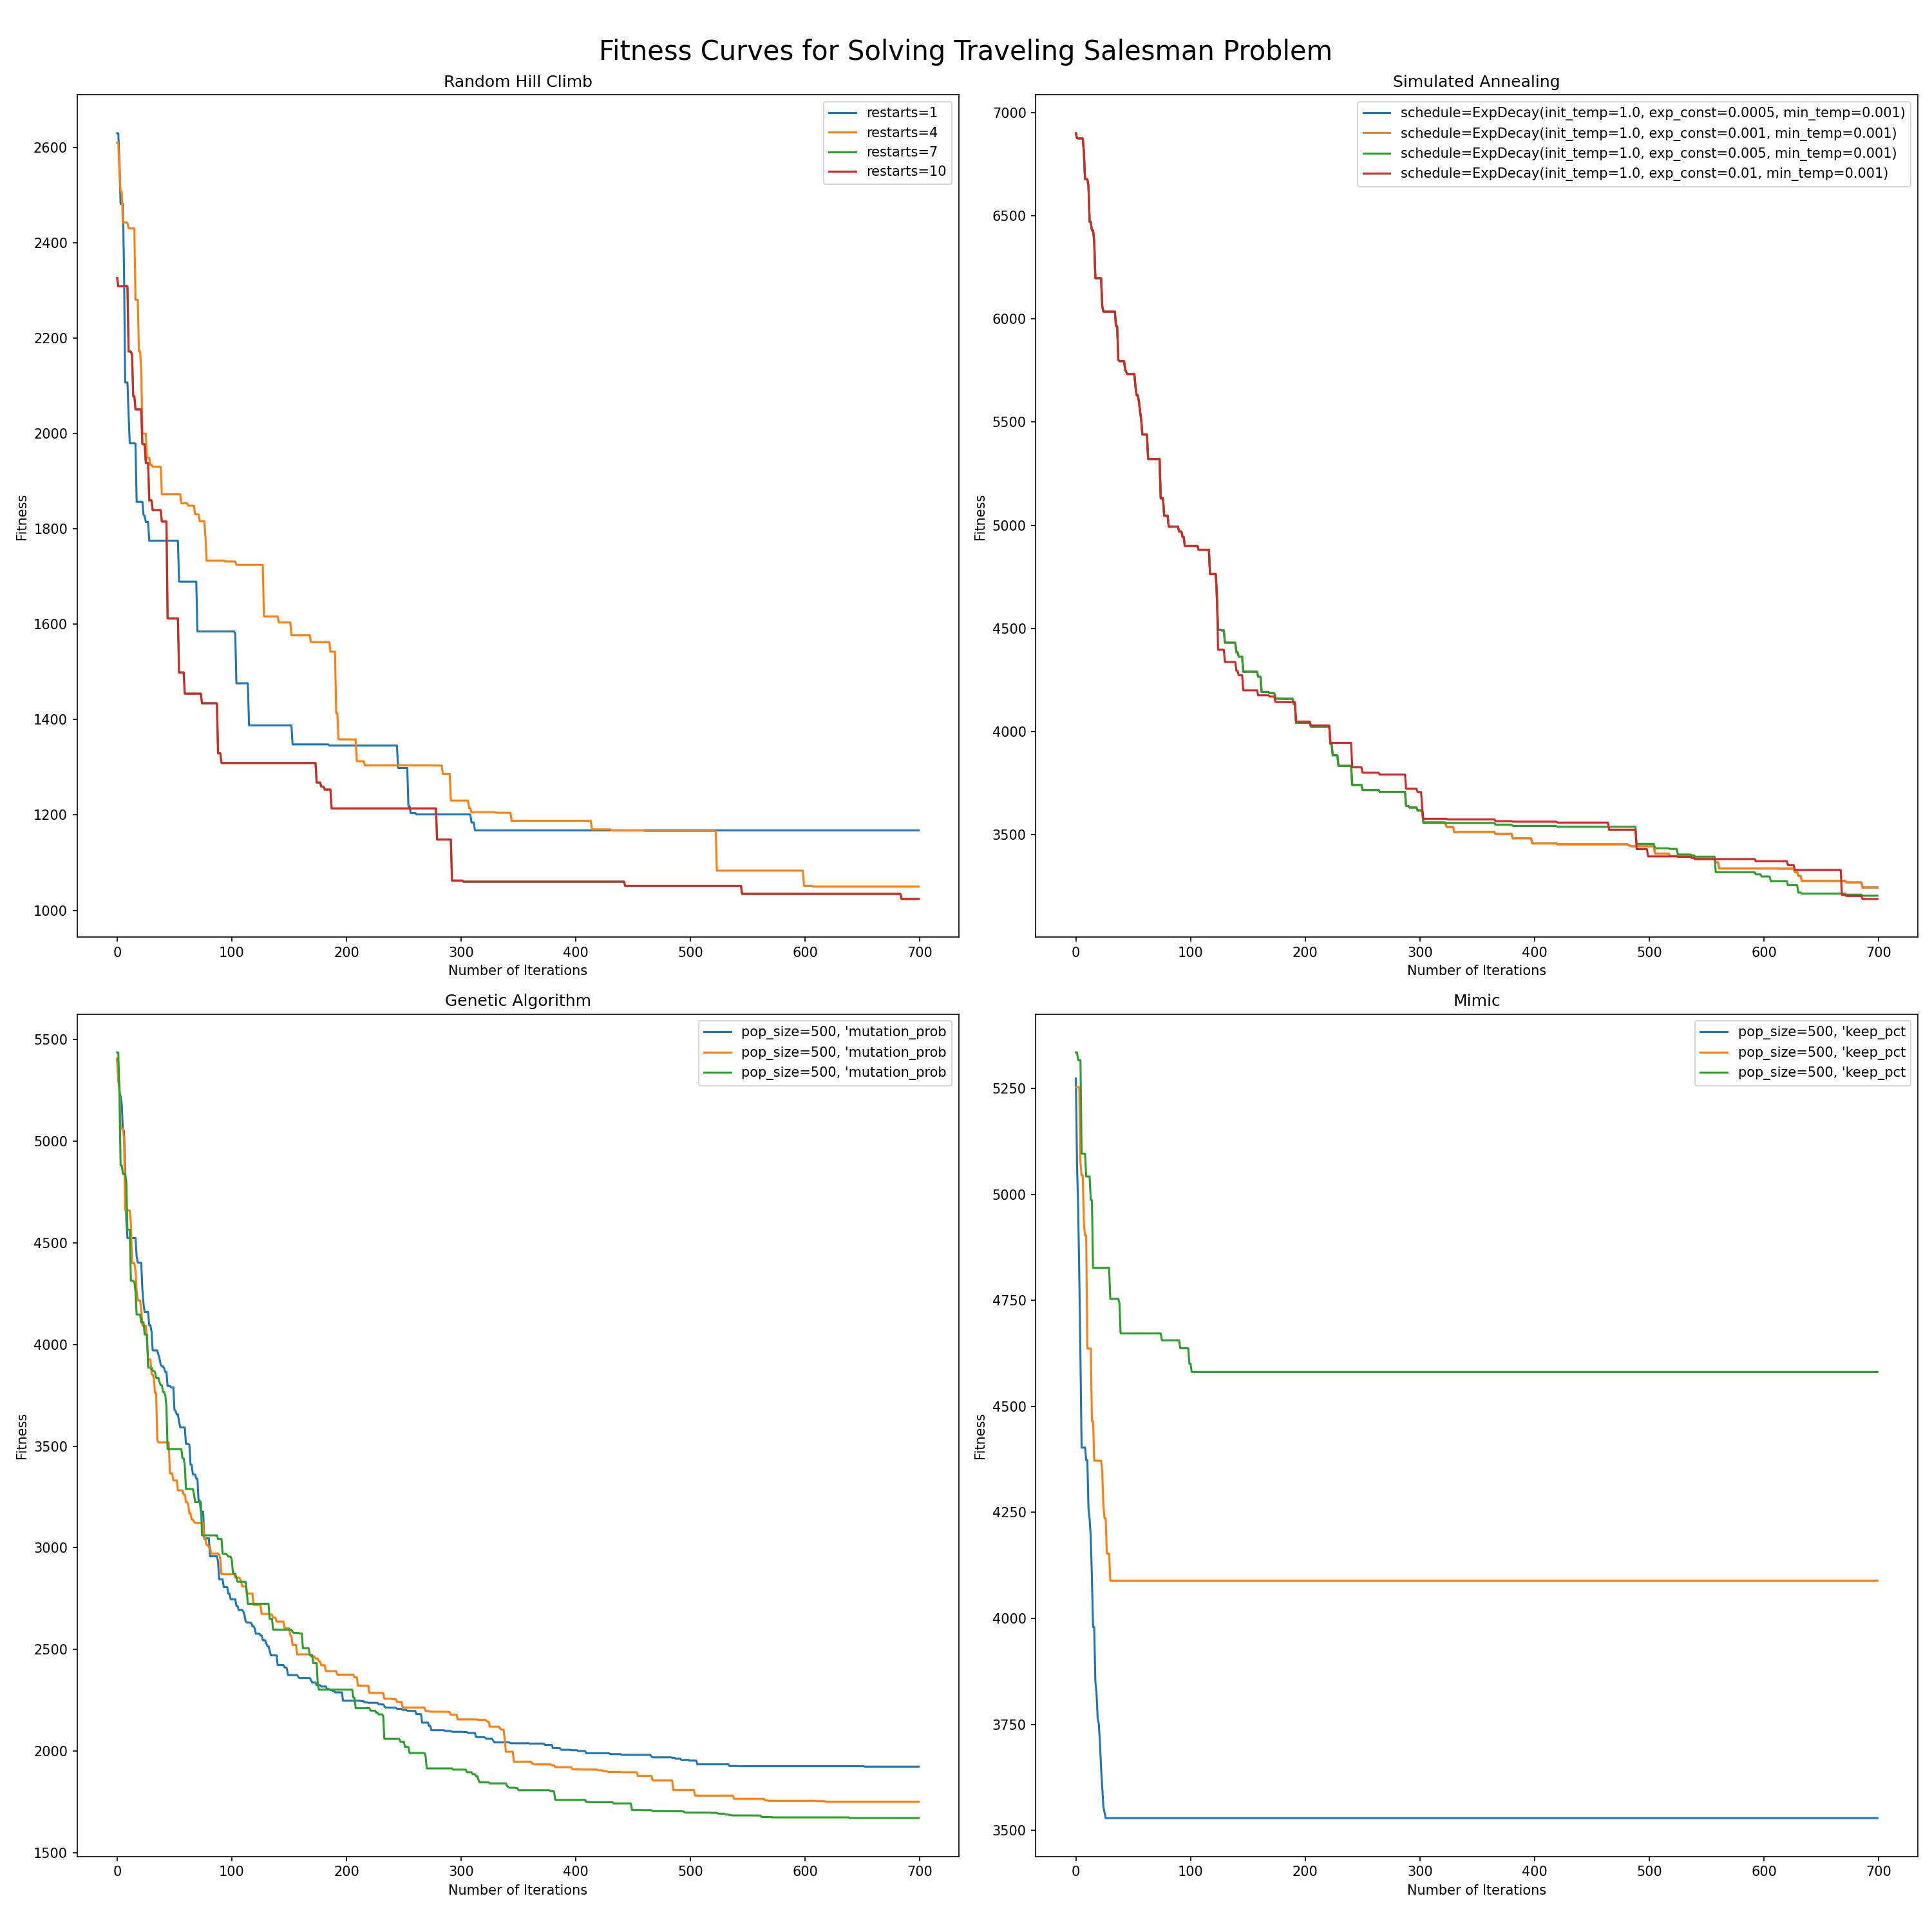 Fitness Curves for Solving Traveling Salesman Problem
Random Hill Climb
restarts=1
restarts=4
restarts=7
restarts=10
Fitness
2600
2400
2200
2000
1800
1600
1400
1200
1000
0 100 200 300 400 500 600 700
Number of Iterations
Simulated Annealing
schedule=ExpDecay(init_temp=1.0, exp_const=0.0005, min_temp=0.001)
schedule=ExpDecay(init_temp=1.0, exp_const=0.001, min_temp=0.001)
schedule=ExpDecay(init_temp=1.0, exp_const=0.005, min_temp=0.001)
schedule=ExpDecay(init_temp=1.0, exp_const=0.01, min_temp=0.001)
Fitness
7000
6500
6000
5500
5000
4500
4000
3500
0 100 200 300 400 500 600 700
Number of Iterations
Genetic Algorithm
pop_size=500, 'mutation_prob
pop_size=500, 'mutation_prob
pop_size=500, 'mutation_prob
Fitness
5500
5000
4500
4000
3500
3000
2500
2000
1500
0 100 200 300 400 500 600 700
Number of Iterations
Mimic
pop_size=500, 'keep_pct
pop_size=500, 'keep_pct
pop_size=500, 'keep_pct
Fitness
5250
5000
4750
4500
4250
4000
3750
3500
0 100 200 300 400 500 600 700
Number of Iterations